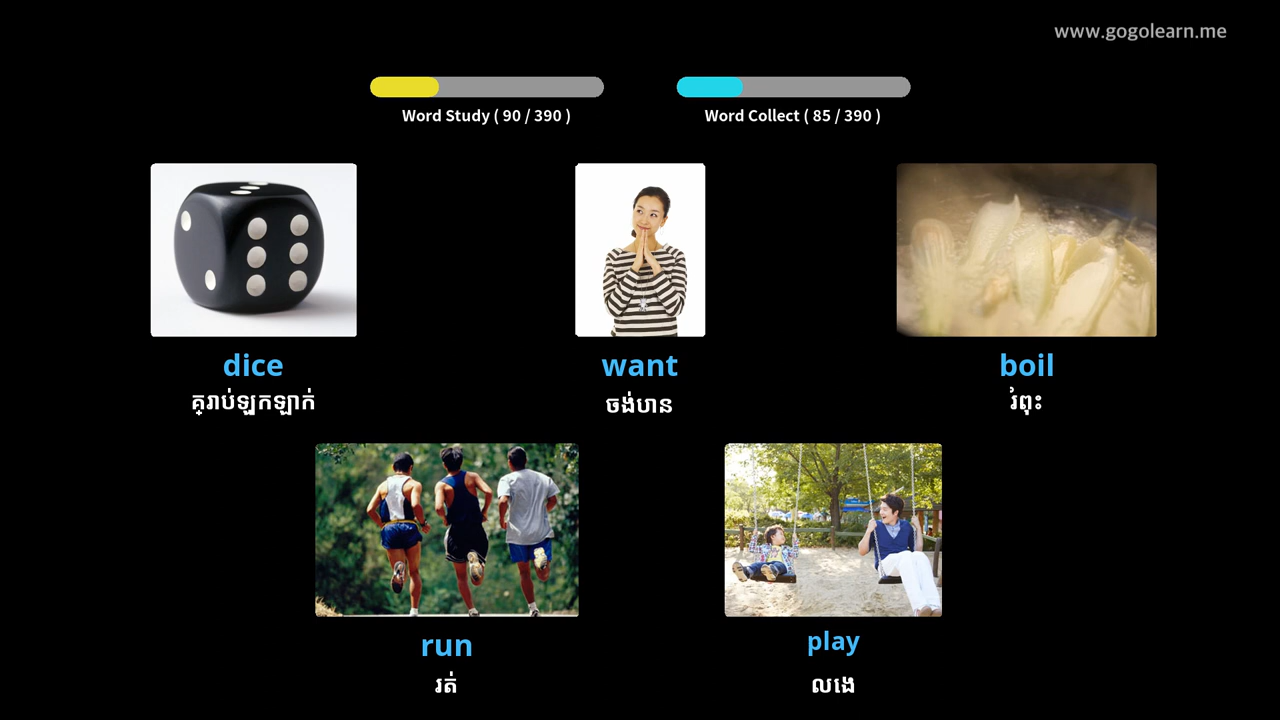 www.gogolearn.me
Word Study ( 90 / 390 )
Word Collect ( 85 / 390 )
dice
គ្រាប់ឡុកឡាក់
want
ចង់បាន
boil
រំពុះ
run
រត់
play
លេង